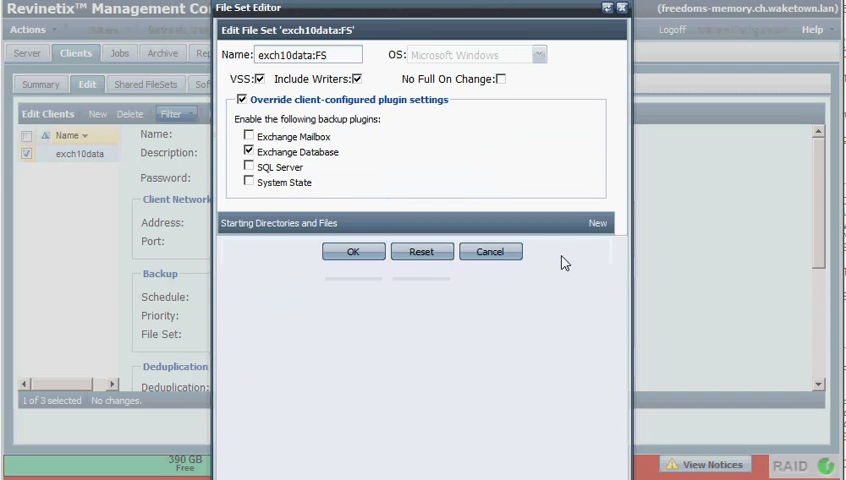 Revinetix™ Management Co
(freedoms-memory.ch.waketown.lan)
Actions
Logoff
Help
Server
Clients
Jobs
Archive
Rep
Summary
Edit
Shared FileSets
Sof
Edit Clients
New
Delete
Filter
Name
exch10data
Name:
Description:
Password:
Client Network
Address:
Port:
Backup
Schedule:
Priority:
File Set:
Deduplication
Deduplication:
1 of 3 selected
No changes.
File Set Editor
Edit File Set 'exch10data:FS'
Name: exch10data:FS OS: Microsoft Windows
VSS: Include Writers: No Full On Change:
Override client-configured plugin settings
Enable the following backup plugins:
Exchange Mailbox
Exchange Database
SQL Server
System State
Starting Directories and Files New
OK Reset Cancel
390 GB
Free
View Notices
RAID